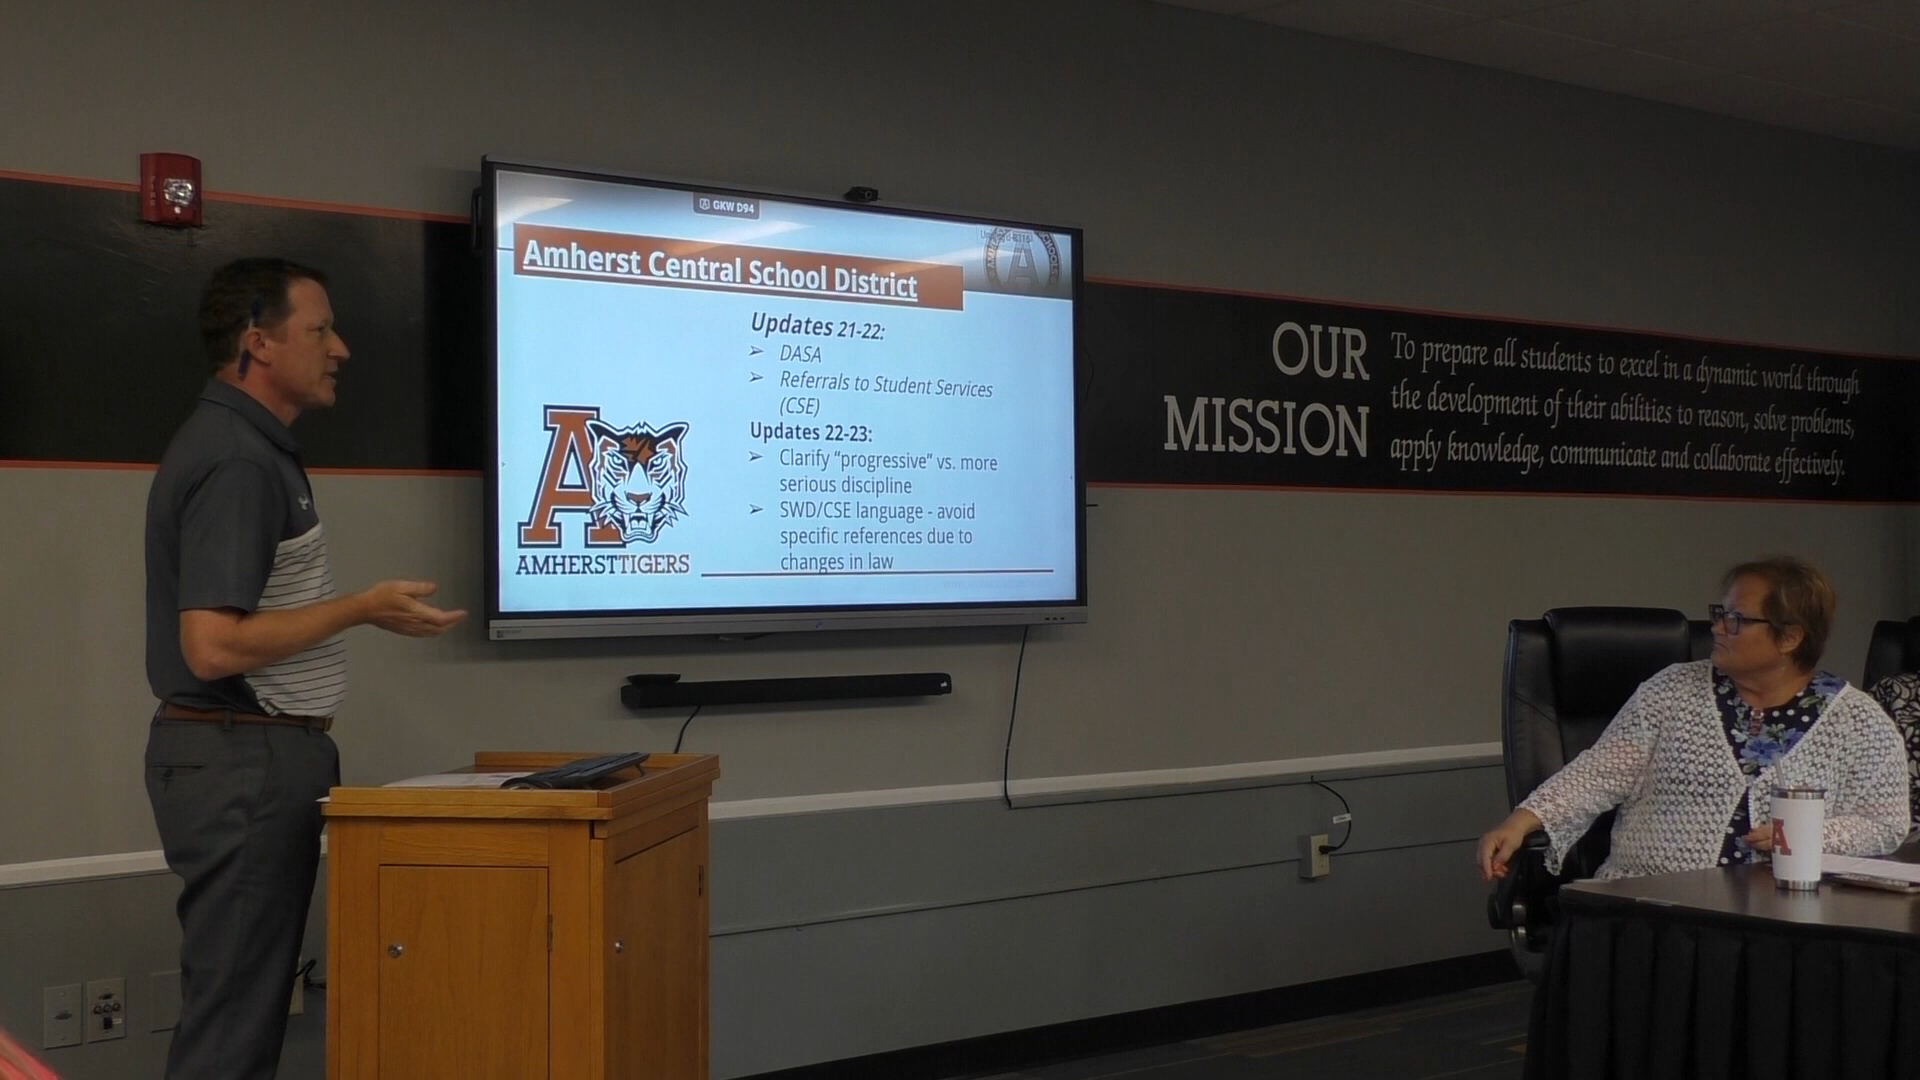 GKW D94
Amherst Central School District
Updates 21-22:
➢ DASA
➢ Referrals to Student Services
(CSE)
Updates 22-23:
➢ Clarify “progressive” vs. more
serious discipline
➢ SWD/CSE language - avoid
specific references due to
changes in law
A
AMHERSTTIGERS
OUR
MISSION
To prepare all students to excel in a dynamic world through
the development of their abilities to reason, solve problems,
apply knowledge, communicate and collaborate effectively.
A